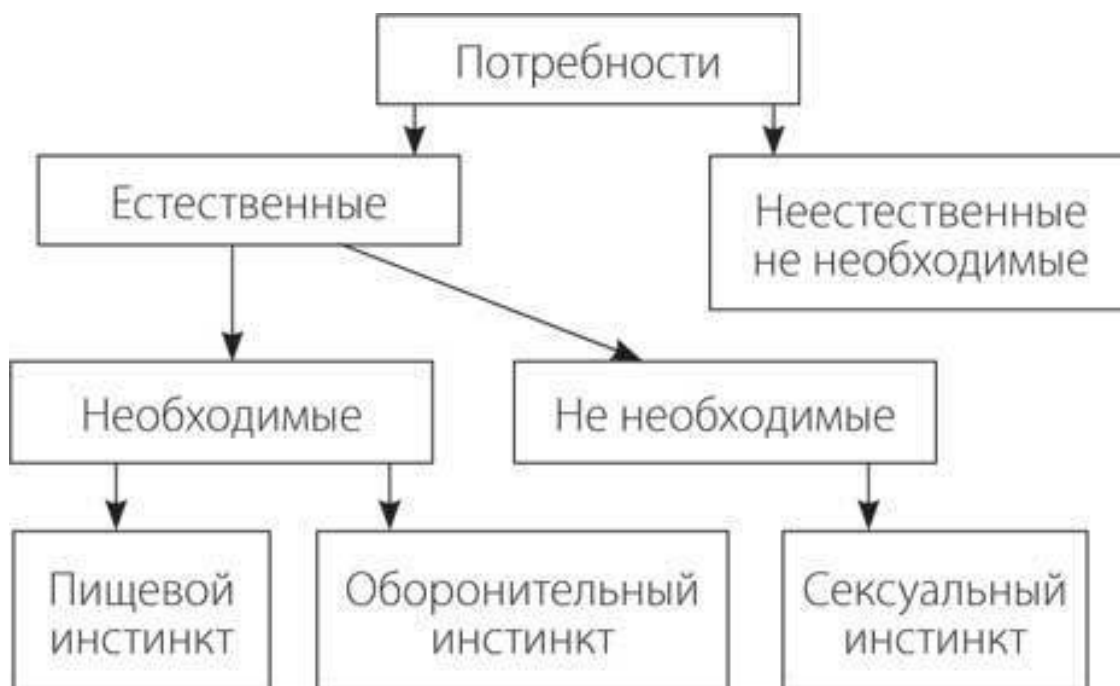 Потребности
Естественные
Неестественные
не необходимые
Необходимые
Не необходимые
Пищевой
инстинкт
Оборонительный
инстинкт
Сексуальный
инстинкт